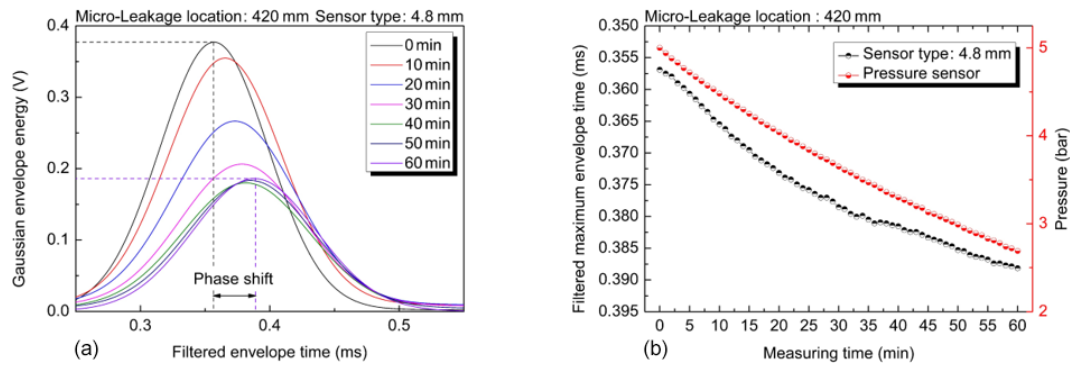 Micro-Leakage location: 420 mm Sensor type: 4.8 mm
Gaussian envelope energy (V)
0.4
0.3
0.2
0.1
0.0
0 min
10 min
20 min
30 min
40 min
50 min
60 min
Phase shift
0.3 0.4 0.5
(a) Filtered envelope time (ms)
Micro-Leakage location : 420 mm
Filtered maximum envelope time (ms)
0.350
0.355
0.360
0.365
0.370
0.375
0.380
0.385
0.390
0.395
Sensor type: 4.8 mm
Pressure sensor
5
4
3
2
Pressure (bar)
0 5 10 15 20 25 30 35 40 45 50 55 60
(b) Measuring time (min)